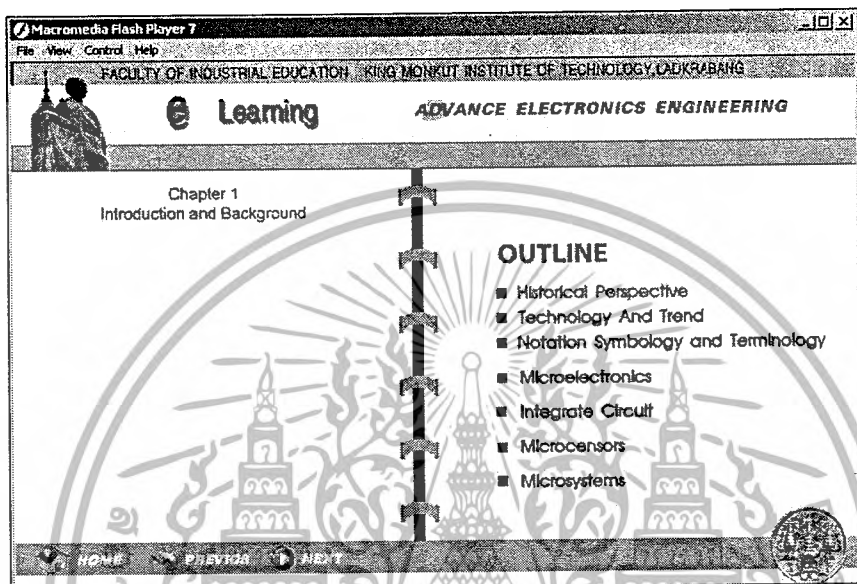 Macromedia Flash Player 7
File View Control Help
FACULTY OF INDUSTRIAL EDUCATION KING MONKUT INSTITUTE OF TECHNOLOGY LADKRABANG
e Learning
ADVANCE ELECTRONICS ENGINEERING
Chapter 1
Introduction and Background
OUTLINE
Historical Perspective
Technology And Trend
Notation Symbology and Terminology
Microelectronics
Integrate Circuit
Microcensors
Microsystems
HOME PREVIOR NEXT